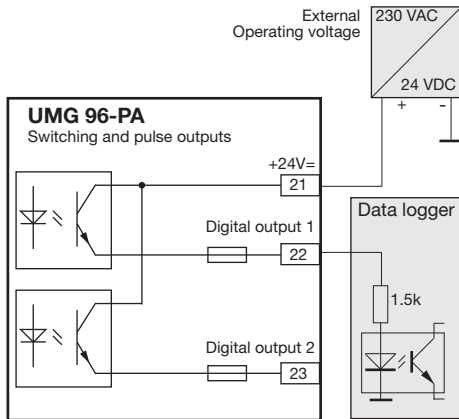 External
Operating voltage
230 VAC
24 VDC
+ -
UMG 96-PA
Switching and pulse outputs
+24V=
21
Data logger
Digital output 1
22
1.5k
Digital output 2
23